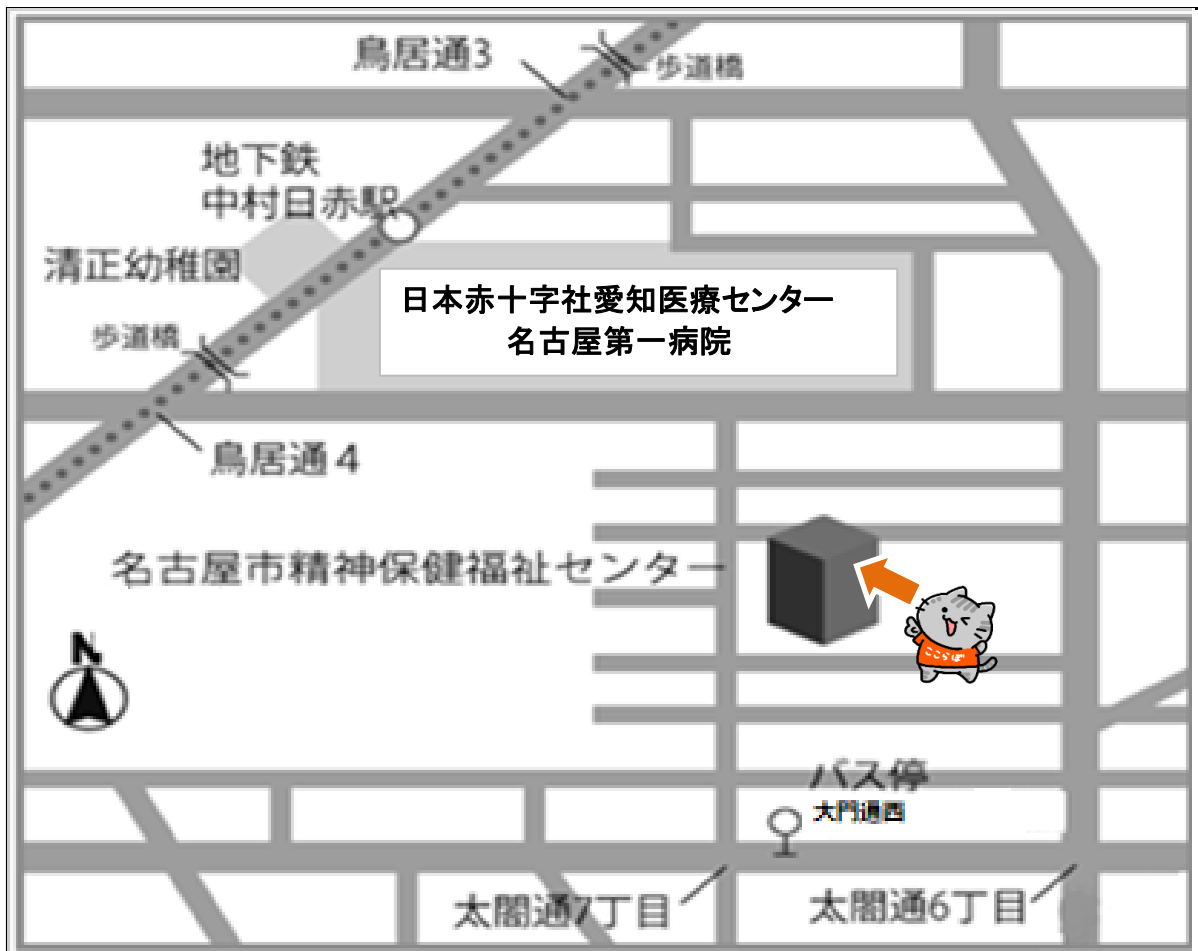 鳥居通3
歩道橋
地下鉄
中村日赤駅
清正幼稚園
日本赤十字社愛知医療センター
名古屋第一病院
歩道橋
鳥居通4
名古屋市精神保健福祉センター
ここらぼ
N
バス停
大門通西
太閤通7丁目
太閤通6丁目